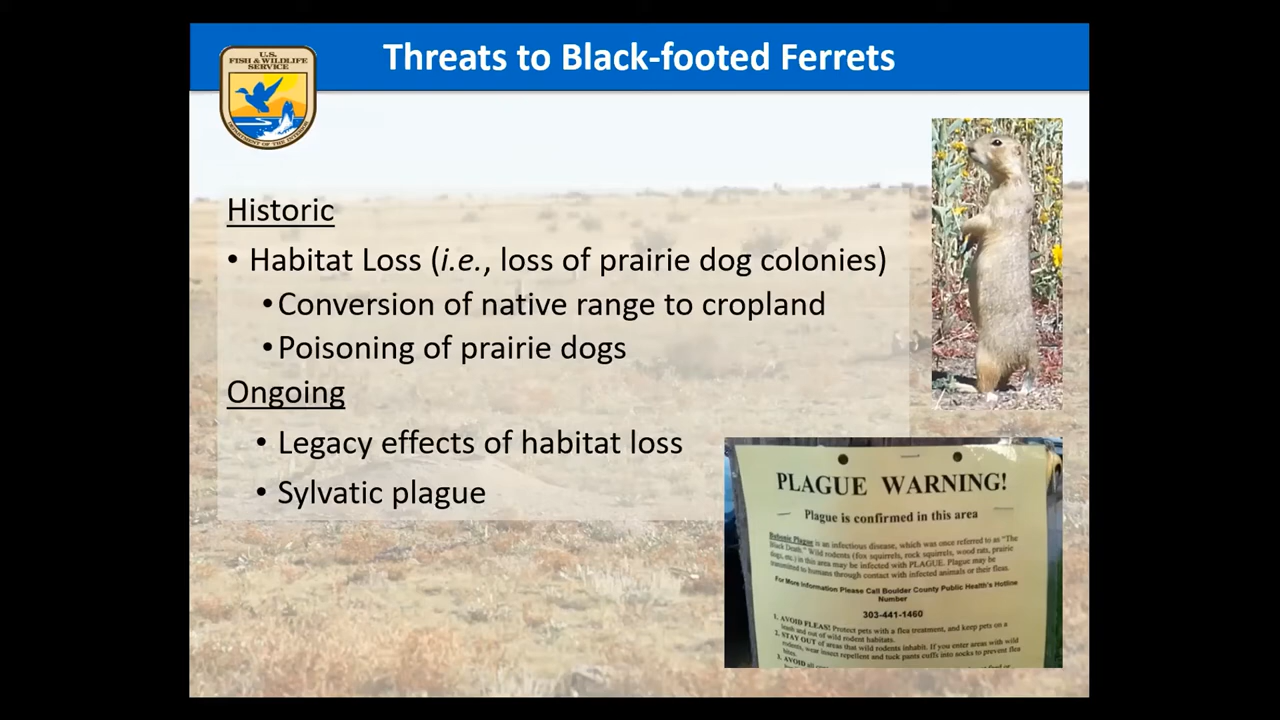 Threats to Black-footed Ferrets
U.S.
FISH & WILDLIFE
SERVICE
DEPARTMENT OF THE INTERIOR
Historic
• Habitat Loss (i.e., loss of prairie dog colonies)
• Conversion of native range to cropland
• Poisoning of prairie dogs
Ongoing
• Legacy effects of habitat loss
• Sylvatic plague
PLAGUE WARNING!
Plague is confirmed in this area
Bubonic Plague is an infectious disease, which was once referred to as "The
Black Death." Wild rodents (fox squirrels, rock squirrels, wood rats, prairie
dogs, etc.) in this area may be infected with PLAGUE. Plague may be
transmitted to humans through contact with infected animals or their fleas.
For More Information Please Call Boulder County Public Health's Hotline
Number
303-441-1460
1. AVOID FLEAS! Protect pets with a flea treatment, and keep pets on a
leash and out of wild rodent habitats.
2. STAY OUT of areas that wild rodents inhabit. If you enter areas with wild
rodents, wear insect repellent and tuck pants cuffs into socks to prevent flea
bites.
3. AVOID all